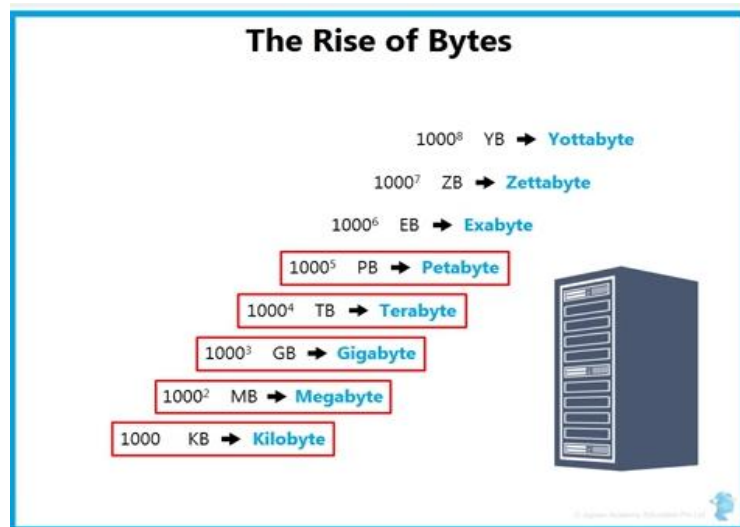 The Rise of Bytes
1000⁸ YB → Yottabyte
1000⁷ ZB → Zettabyte
1000⁶ EB → Exabyte
1000⁵ PB → Petabyte
1000⁴ TB → Terabyte
1000³ GB → Gigabyte
1000² MB → Megabyte
1000 KB → Kilobyte